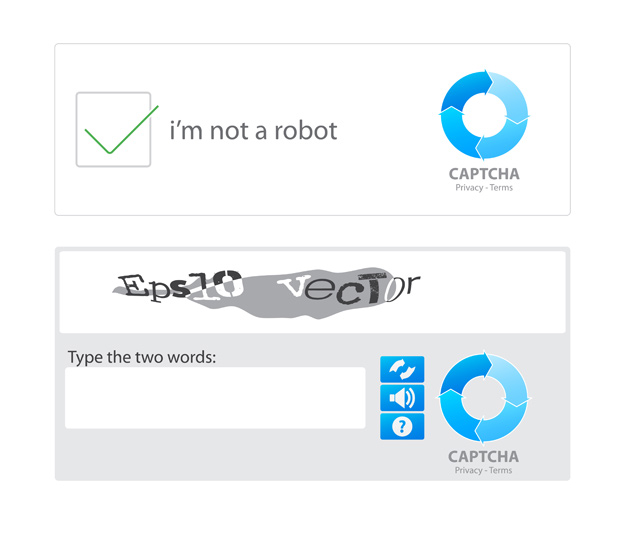 i'm not a robot
CAPTCHA
Privacy - Terms
Eps10 vector
Type the two words:
?
CAPTCHA
Privacy - Terms